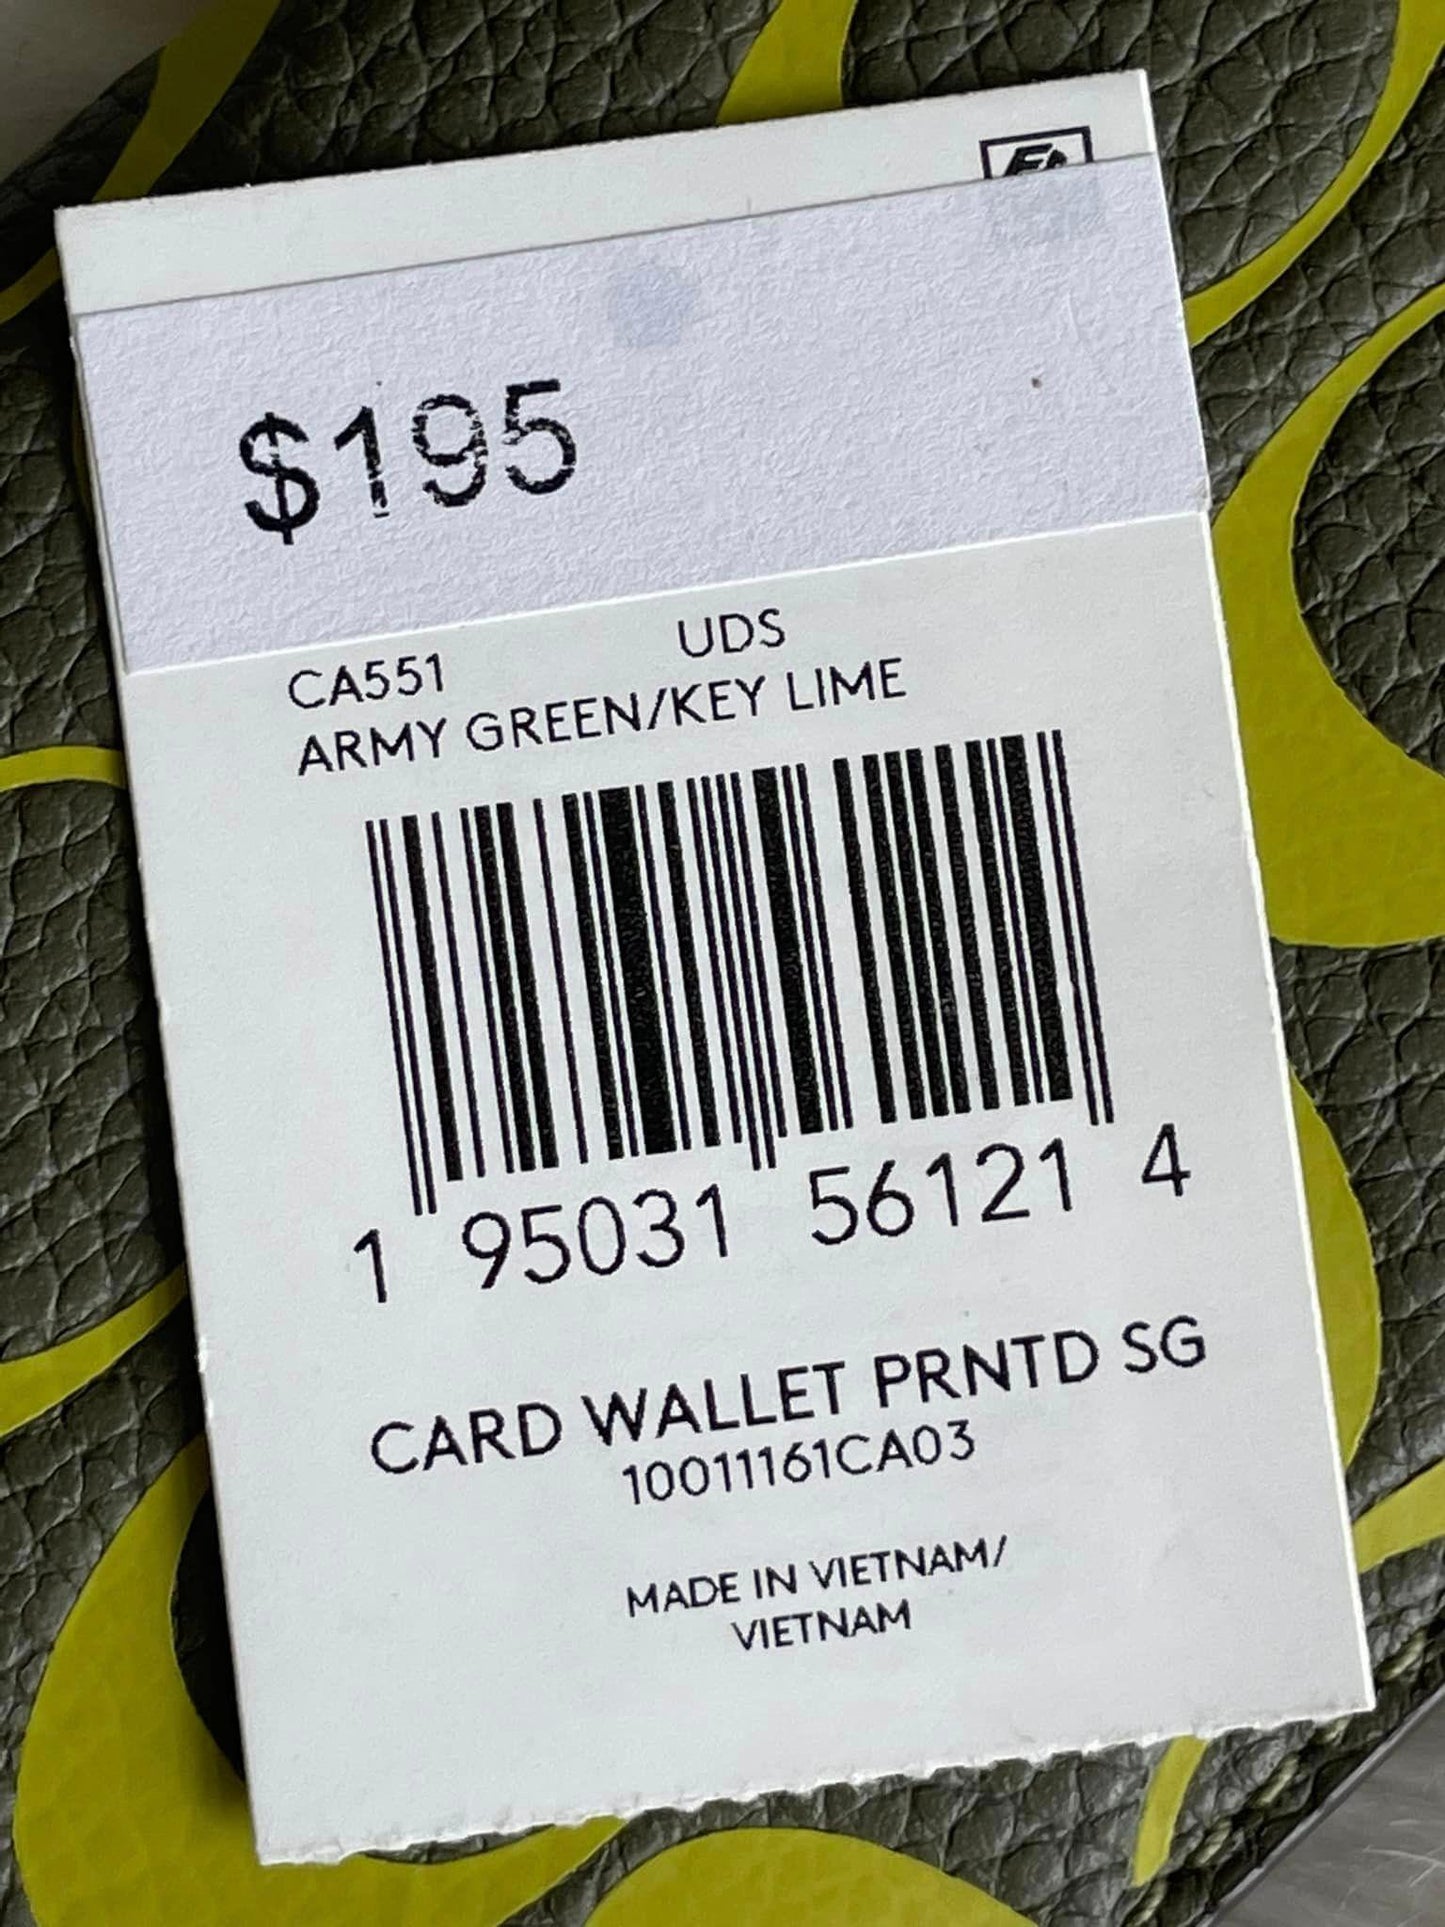 $195
CA551 UDS
ARMY GREEN/KEY LIME
1 95031 56121 4
CARD WALLET PRNTD SG
10011161CA03
MADE IN VIETNAM/
VIETNAM